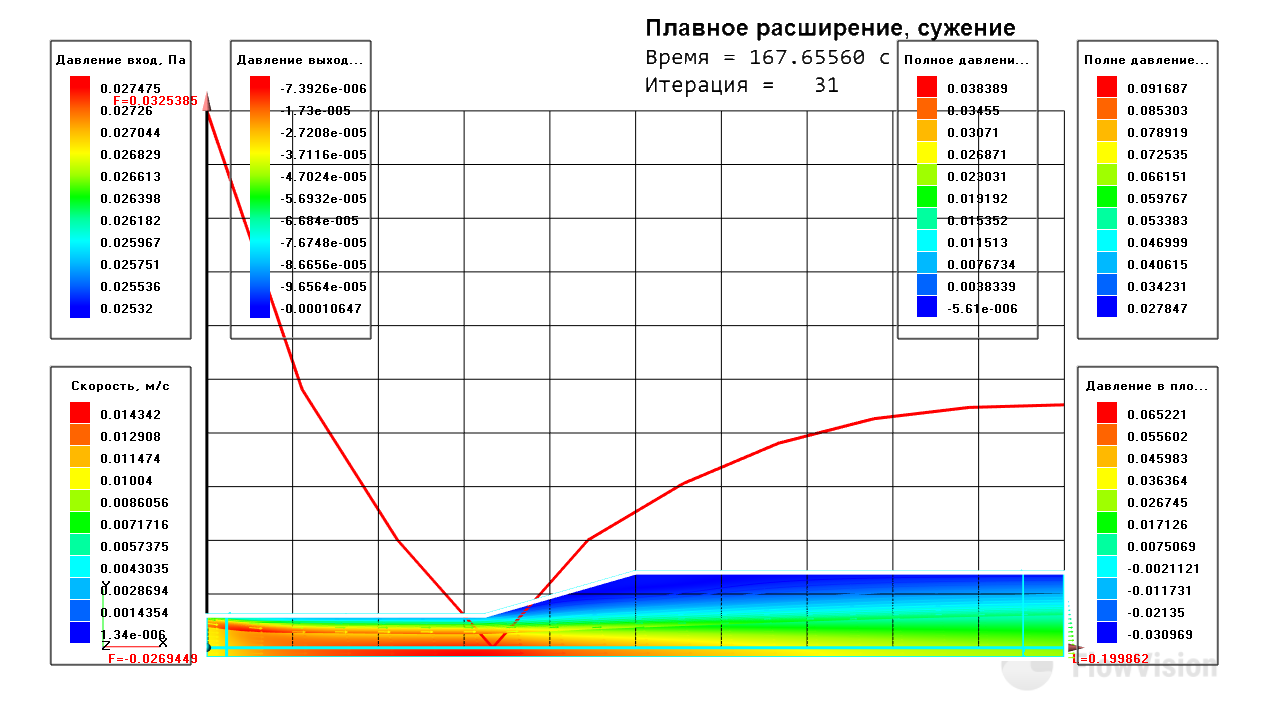 Плавное расширение, сужение
Время = 167.65560 с
Итерация = 31
Давление вход, Па
0.027475
0.02726
0.027044
0.026829
0.026613
0.026398
0.026182
0.025967
0.025751
0.025536
0.02532
F=0.0325385
Давление выход...
-7.3926e-006
-1.73e-005
-2.7208e-005
-3.7116e-005
-4.7024e-005
-5.6932e-005
-6.684e-005
-7.6748e-005
-8.6656e-005
-9.6564e-005
-0.00010647
Полное давлени...
0.038389
0.03455
0.03071
0.026871
0.023031
0.019192
0.015352
0.011513
0.0076734
0.0038339
-5.61e-006
Полне давление...
0.091687
0.085303
0.078919
0.072535
0.066151
0.059767
0.053383
0.046999
0.040615
0.034231
0.027847
Скорость, м/с
0.014342
0.012908
0.011474
0.01004
0.0086056
0.0071716
0.0057375
0.0043035
0.0028694
0.0014354
1.34e-006
Y
Z
X
F=-0.0269449
Давление в пло...
0.065221
0.055602
0.045983
0.036364
0.026745
0.017126
0.0075069
-0.0021121
-0.011731
-0.02135
-0.030969
L=0.199862
FlowVision